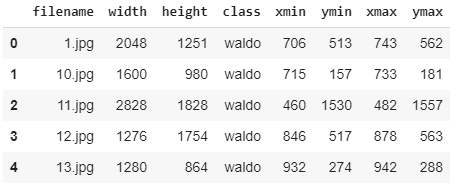 filename width height class xmin ymin xmax ymax
0 1.jpg 2048 1251 waldo 706 513 743 562
1 10.jpg 1600 980 waldo 715 157 733 181
2 11.jpg 2828 1828 waldo 460 1530 482 1557
3 12.jpg 1276 1754 waldo 846 517 878 563
4 13.jpg 1280 864 waldo 932 274 942 288